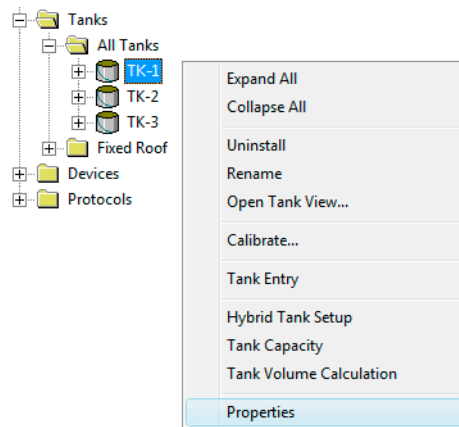 Tanks
All Tanks
TK-1
TK-2
TK-3
Fixed Roof
Devices
Protocols
Expand All
Collapse All
Uninstall
Rename
Open Tank View...
Calibrate...
Tank Entry
Hybrid Tank Setup
Tank Capacity
Tank Volume Calculation
Properties